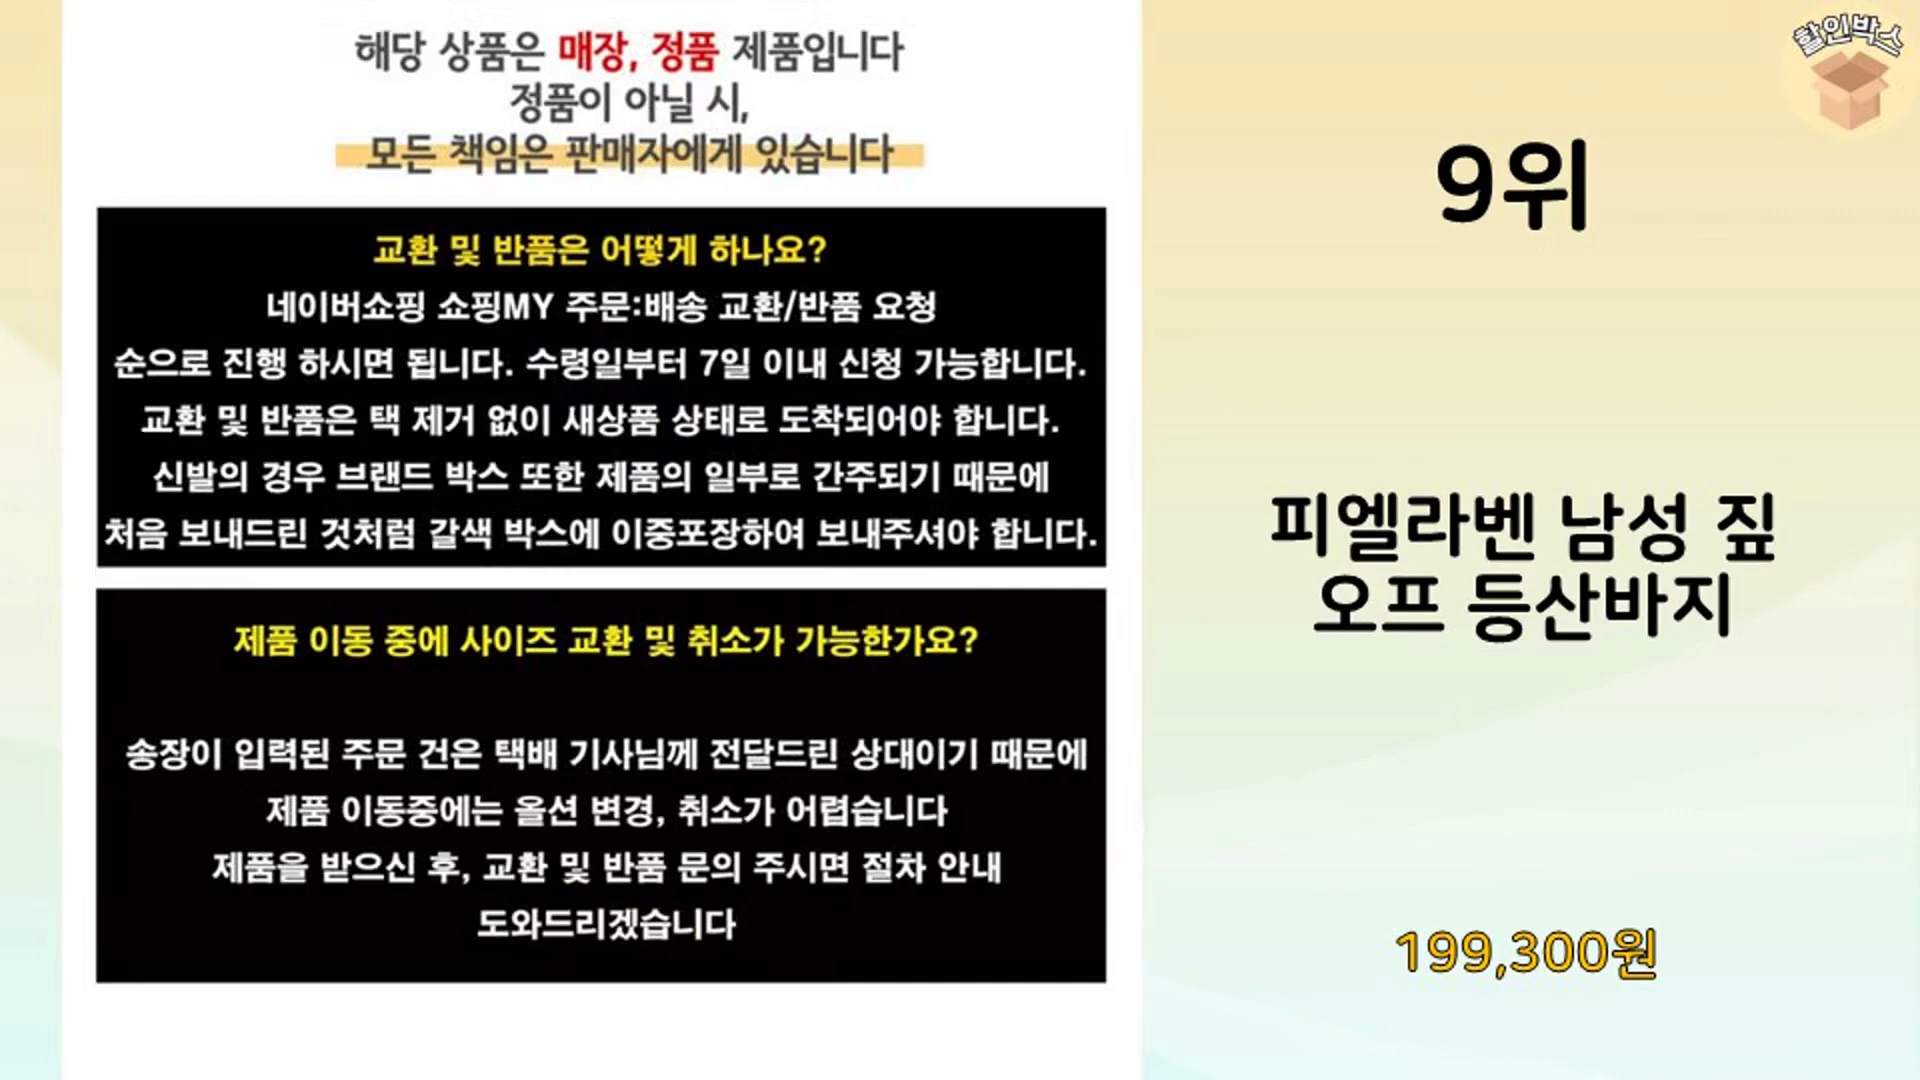 해당 상품은 매장, 정품 제품입니다
정품이 아닐 시,
모든 책임은 판매자에게 있습니다
교환 및 반품은 어떻게 하나요?
네이버쇼핑 쇼핑MY 주문:배송 교환/반품 요청
순으로 진행 하시면 됩니다. 수령일부터 7일 이내 신청 가능합니다.
교환 및 반품은 택 제거 없이 새상품 상태로 도착되어야 합니다.
신발의 경우 브랜드 박스 또한 제품의 일부로 간주되기 때문에
처음 보내드린 것처럼 갈색 박스에 이중포장하여 보내주셔야 합니다.
제품 이동 중에 사이즈 교환 및 취소가 가능한가요?
송장이 입력된 주문 건은 택배 기사님께 전달드린 상대이기 때문에
제품 이동중에는 올션 변경, 취소가 어렵습니다
제품을 받으신 후, 교환 및 반품 문의 주시면 절차 안내
도와드리겠습니다
할인박스
9위
피엘라벤 남성 짚
오프 등산바지
199,300원